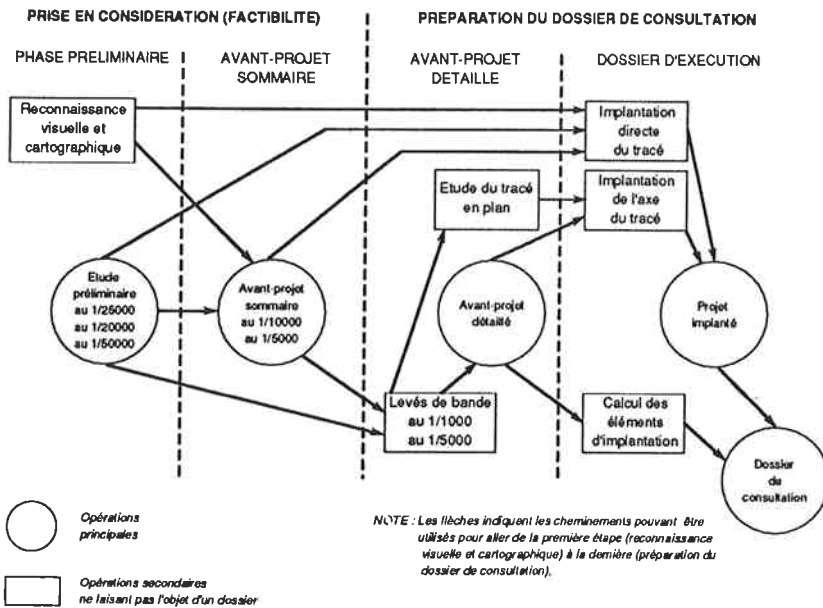 PRISE EN CONSIDERATION (FACTIBILITE)
PREPARATION DU DOSSIER DE CONSULTATION
PHASE PRELIMINAIRE
AVANT-PROJET
SOMMAIRE
AVANT-PROJET
DETAILLE
DOSSIER D'EXECUTION
Reconnaissance
visuelle et
cartographique
Implantation
directe
du tracé
Etude du tracé
en plan
Implantation
de l'axe
du tracé
Etude
préliminaire
au 1/25000
au 1/20000
au 1/50000
Avant-projet
sommaire
au 1/10000
au 1/5000
Avant-projet
détaillé
Projet
implanté
Levés de bande
au 1/1000
au 1/5000
Calcul des
éléments
d'implantation
Dossier
de
consultation
Opérations
principales
NOTE : Les flèches indiquent les cheminements pouvant être
utilisés pour aller de la première étape (reconnaissance
visuelle et cartographique) à la dernière (préparation du
dossier de consultation),
Opérations secondaires
ne faisant pas l'objet d'un dossier